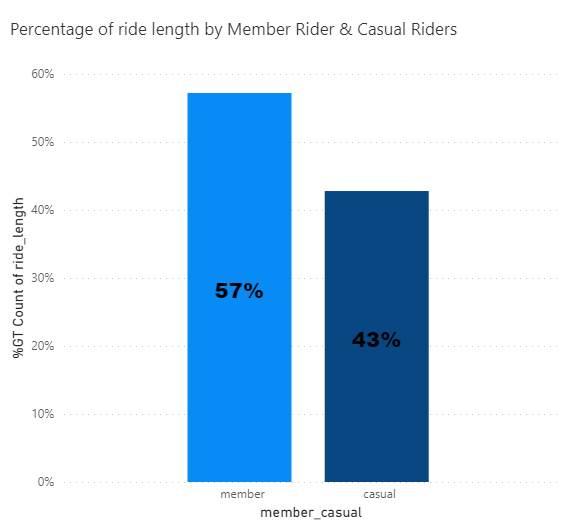 Percentage of ride length by Member Rider & Casual Riders
60%
50%
40%
30%
20%
10%
0%
%GT Count of ride_length
57%
43%
member
casual
member_casual